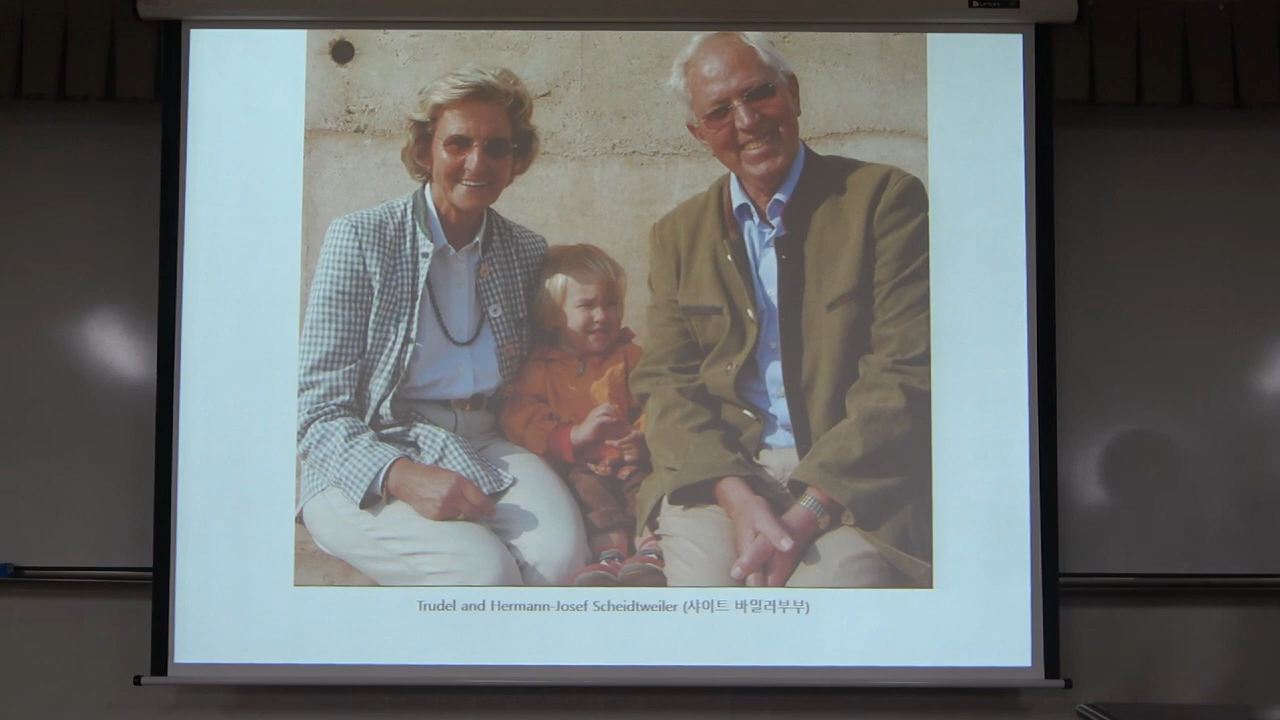 Trudel and Hermann-Josef Scheidtweiler (샤이트 바일러부부)